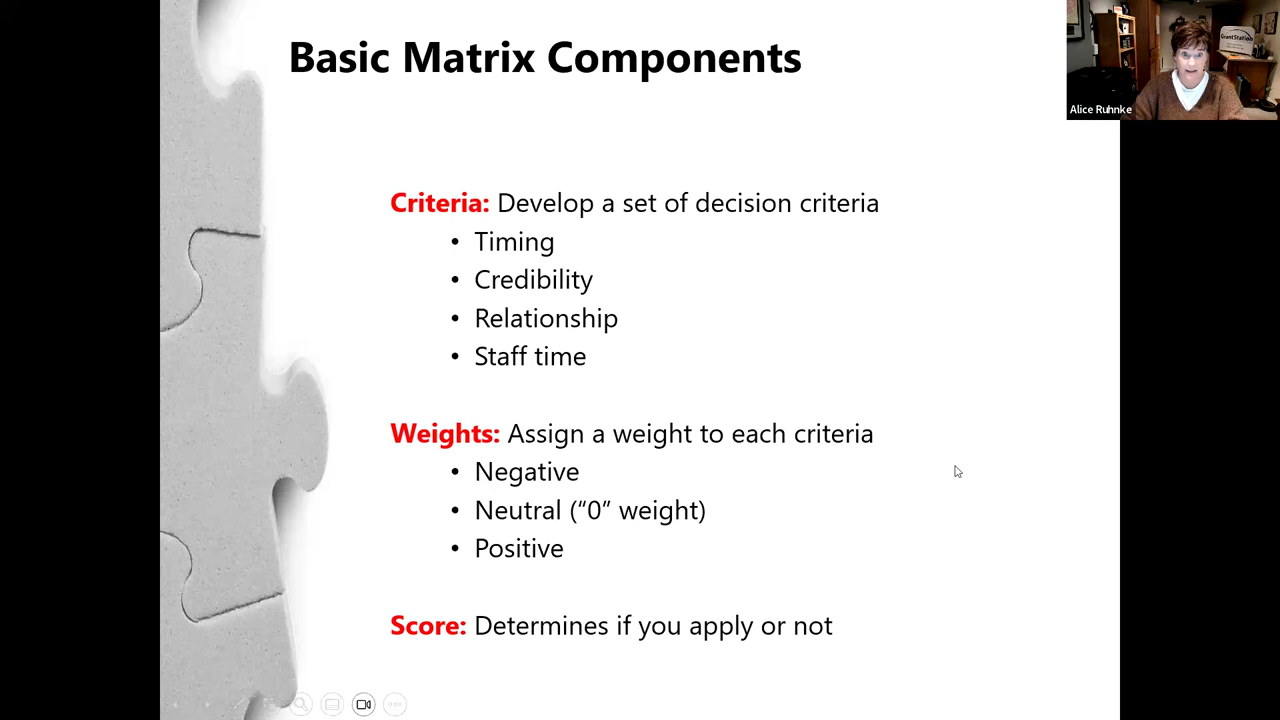 Basic Matrix Components
GrantStation
Alice Ruhnke
Criteria: Develop a set of decision criteria
• Timing
• Credibility
• Relationship
• Staff time
Weights: Assign a weight to each criteria
• Negative
• Neutral (“0” weight)
• Positive
Score: Determines if you apply or not